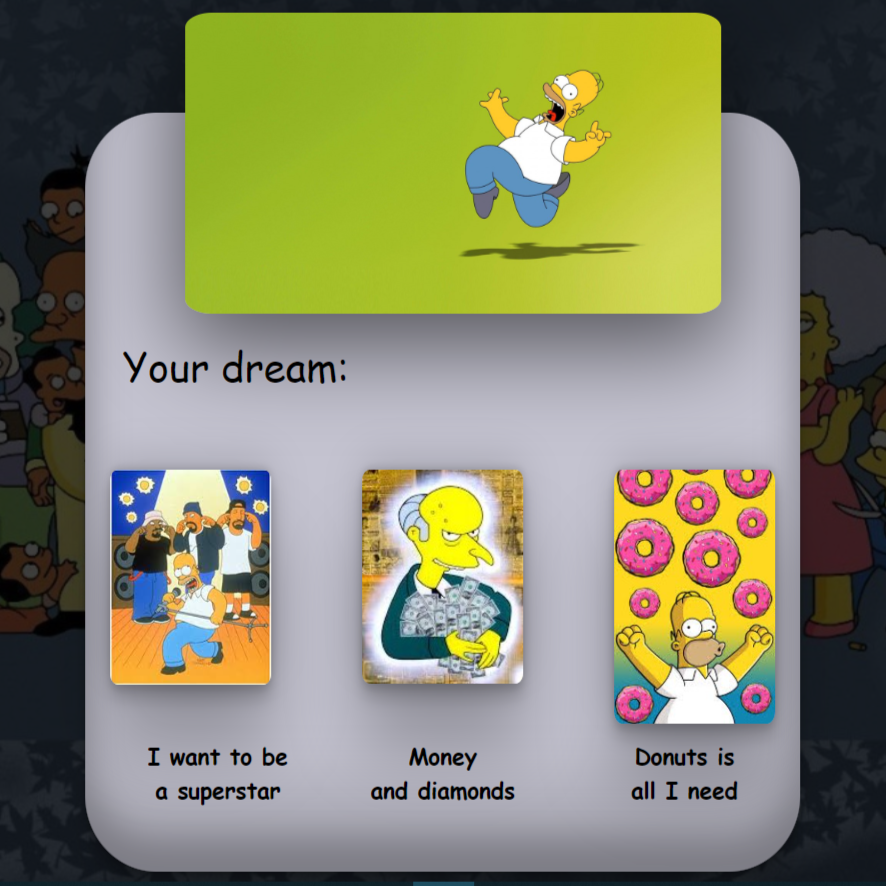 Your dream:
I want to be
a superstar
Money
and diamonds
Donuts is
all I need